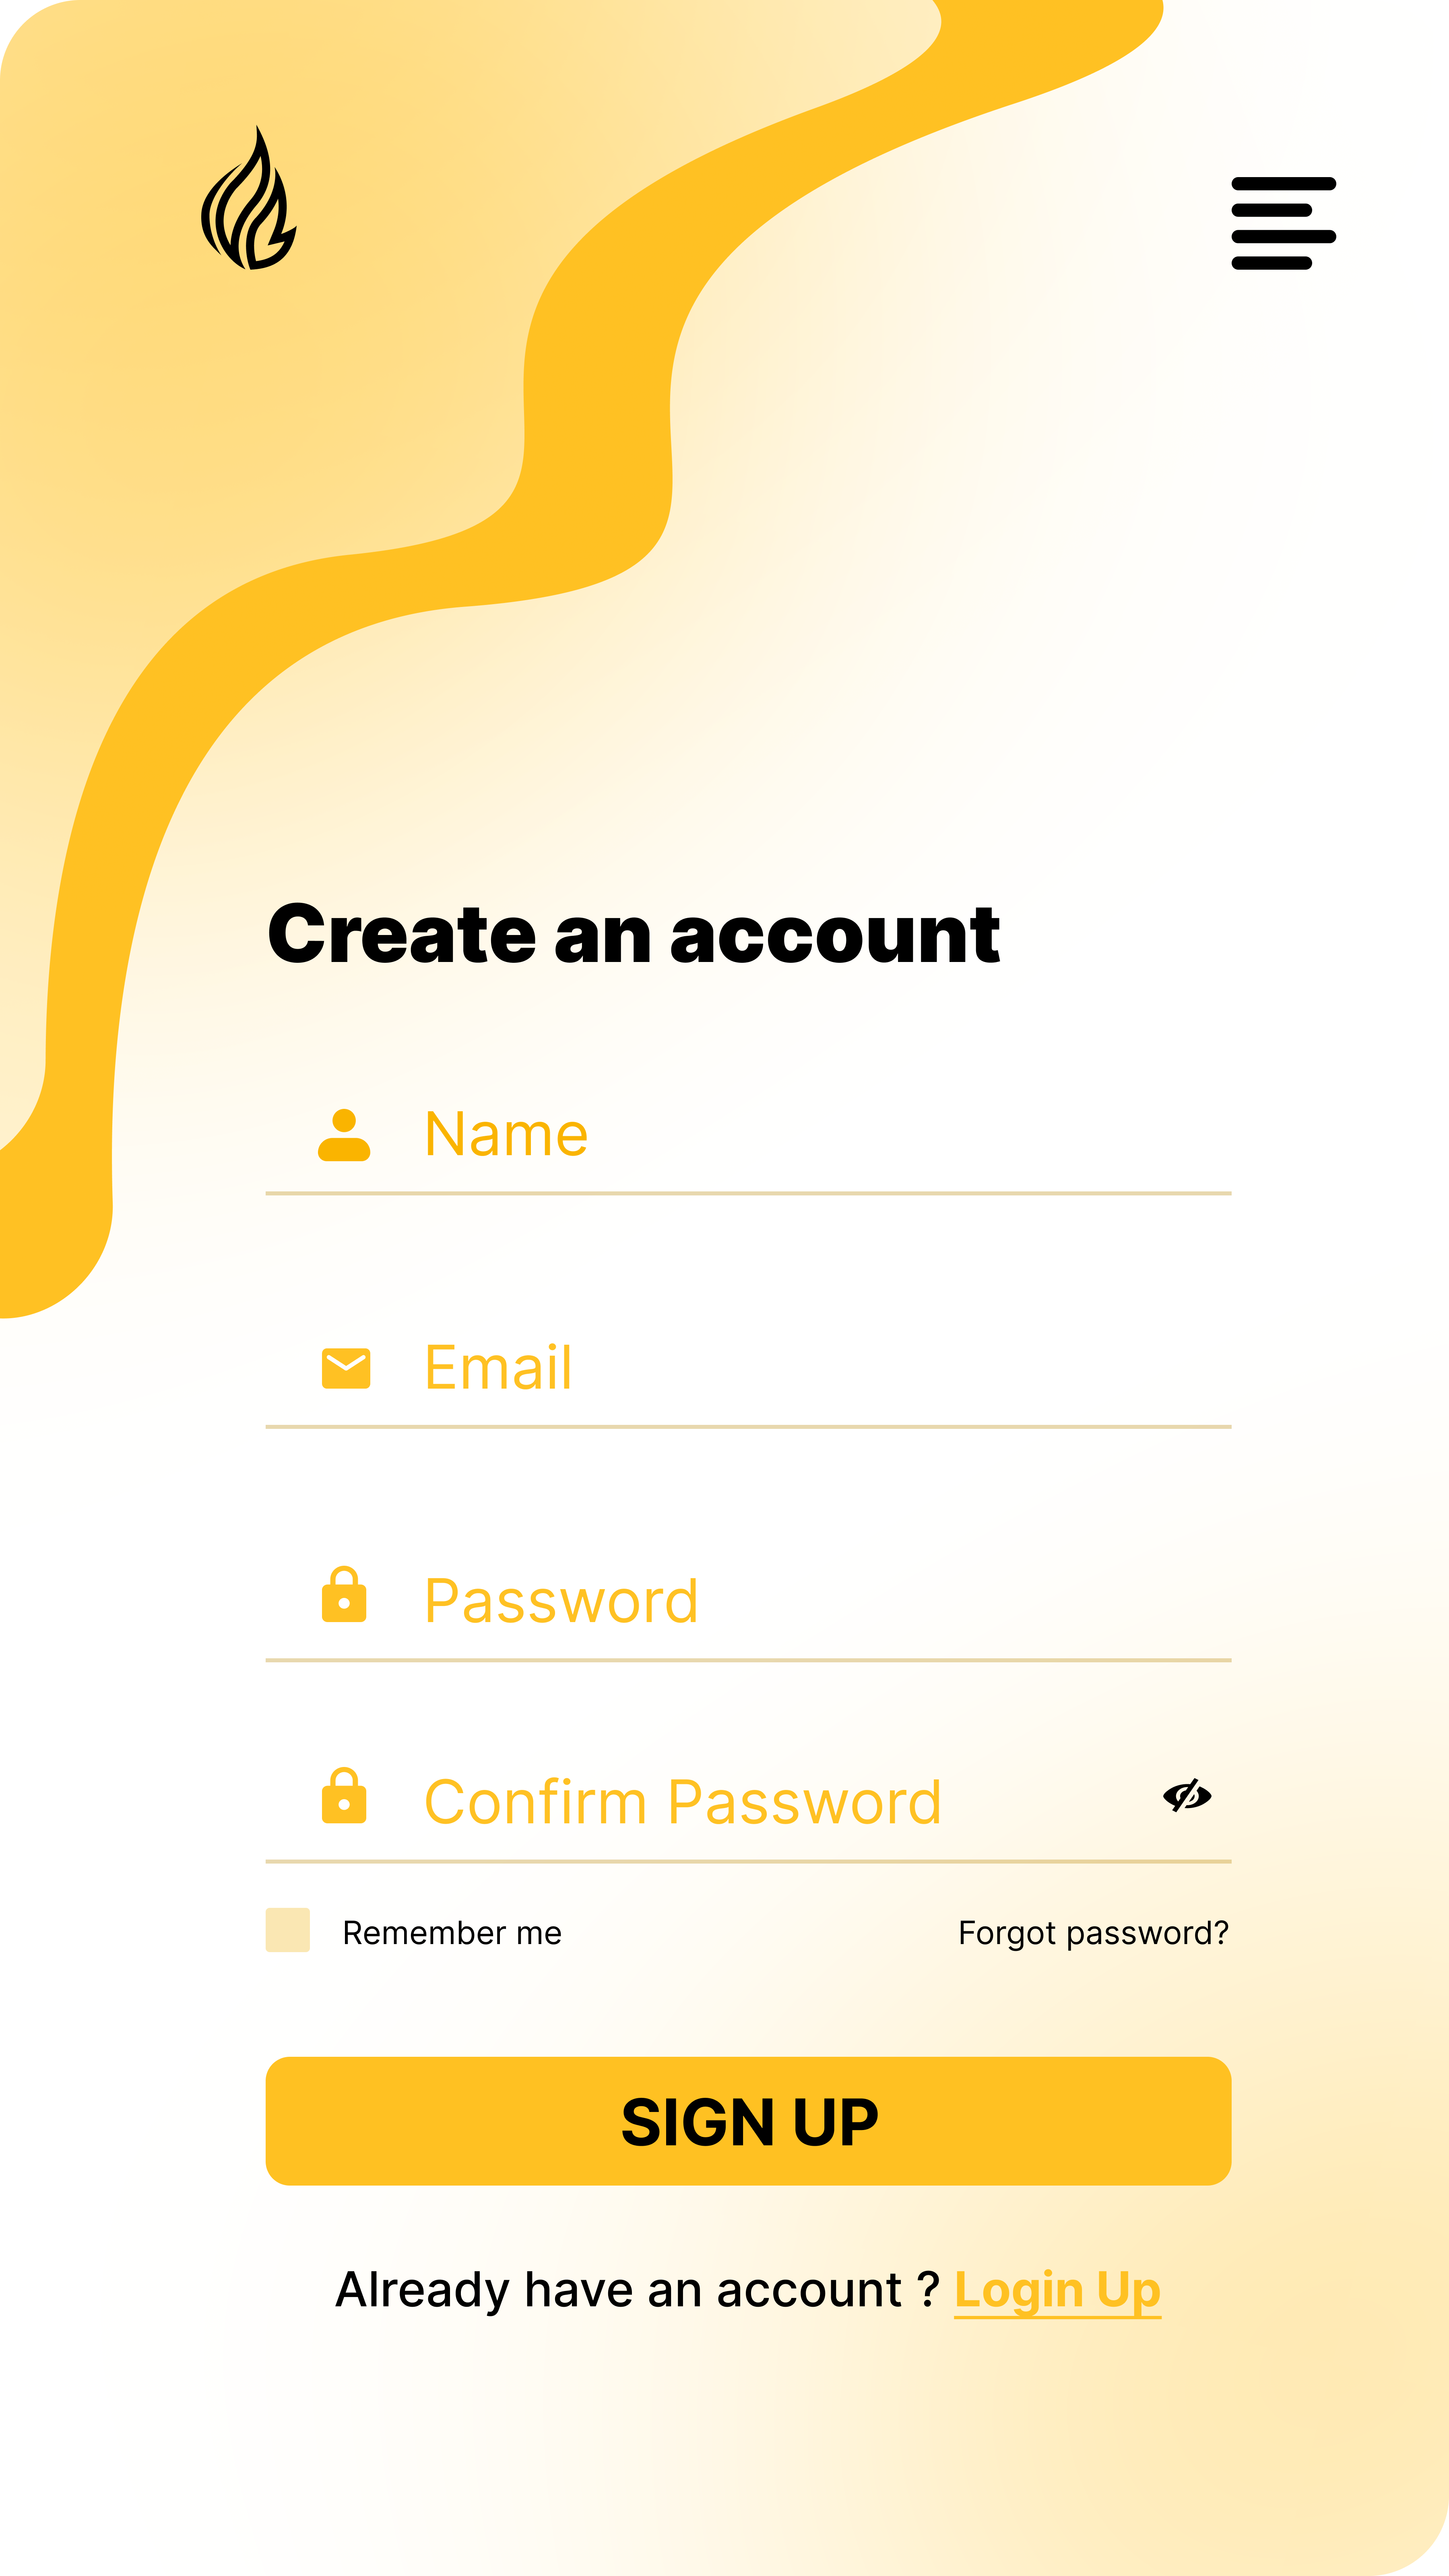 Create an account
Name
Email
Password
Confirm Password
Remember me
Forgot password?
SIGN UP
Already have an account ? Login Up